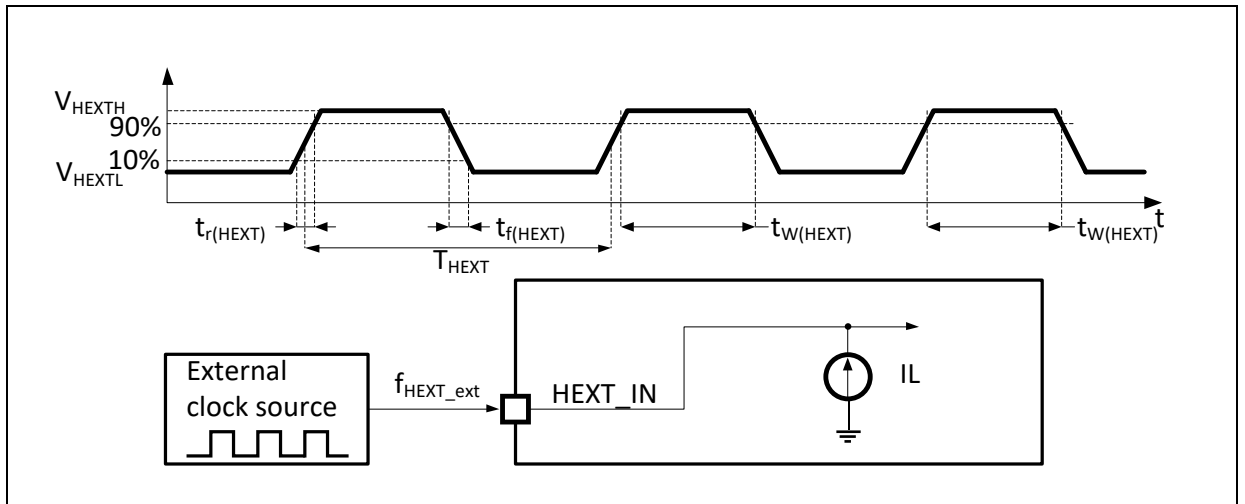 V_HEXTH
90%
10%
V_HEXTL
t_r(HEXT)
t_f(HEXT)
t_W(HEXT)
t_W(HEXT)
t
T_HEXT
External
clock source
f_HEXT_ext
HEXT_IN
IL